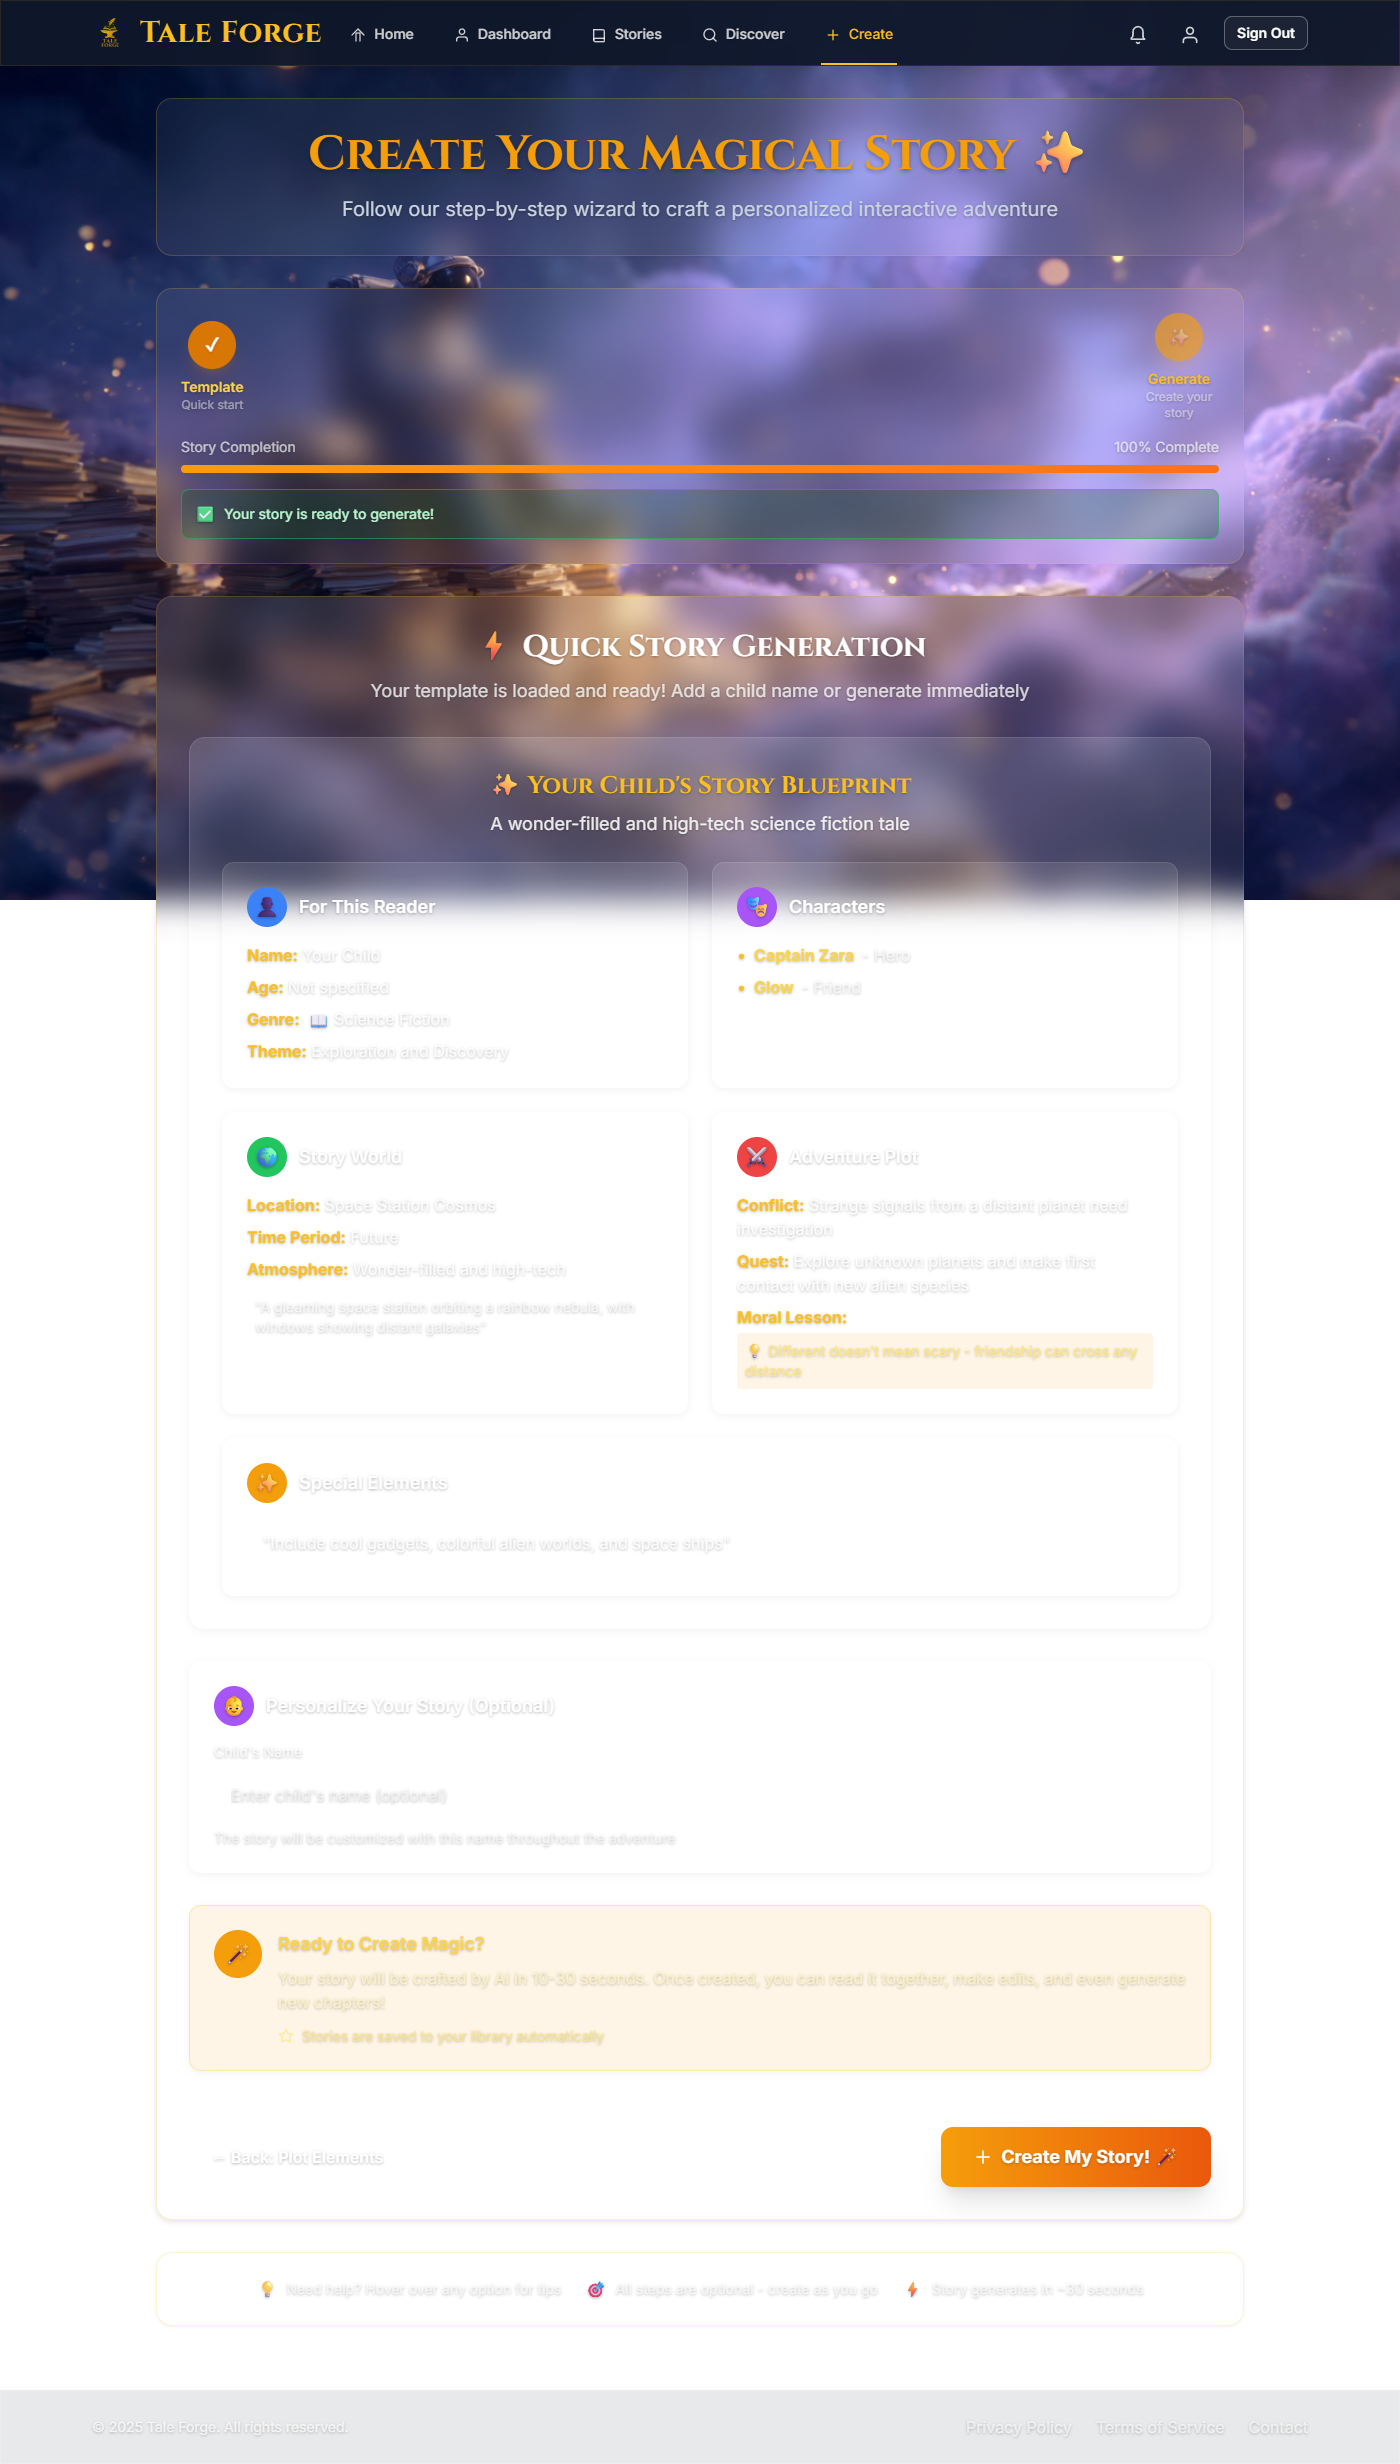 TALE FORGE
Tale Forge
Home
Dashboard
Stories
Discover
Create
Sign Out
Create Your Magical Story ✨
Follow our step-by-step wizard to craft a personalized interactive adventure
✓
Template
Quick start
Generate
Create your
story
Story Completion
100% Complete
✅ Your story is ready to generate!
⚡ Quick Story Generation
Your template is loaded and ready! Add a child name or generate immediately
✨ Your Child's Story Blueprint
A wonder-filled and high-tech science fiction tale
For This Reader
Name: Your Child
Age: Not specified
Genre: 📖 Science Fiction
Theme: Exploration and Discovery
Characters
• Captain Zara - Hero
• Glow - Friend
Story World
Location: Space Station Cosmos
Time Period: Future
Atmosphere: Wonder-filled and high-tech
"A gleaming space station orbiting a rainbow nebula, with
windows showing distant galaxies"
Adventure Plot
Conflict: Strange signals from a distant planet need
investigation
Quest: Explore unknown planets and make first
contact with new alien species
Moral Lesson:
💡 Different doesn't mean scary - friendship can cross any
distance
Special Elements
"Include cool gadgets, colorful alien worlds, and space ships"
Personalize Your Story (Optional)
Child's Name
Enter child's name (optional)
The story will be customized with this name throughout the adventure
Ready to Create Magic?
Your story will be crafted by AI in 10-30 seconds. Once created, you can read it together, make edits, and even generate
new chapters!
Stories are saved to your library automatically
← Back: Plot Elements
+ Create My Story! 🪄
💡 Need help? Hover over any option for tips
🎯 All steps are optional - create as you go
⚡ Story generates in ~30 seconds
© 2025 Tale Forge. All rights reserved.
Privacy Policy
Terms of Service
Contact